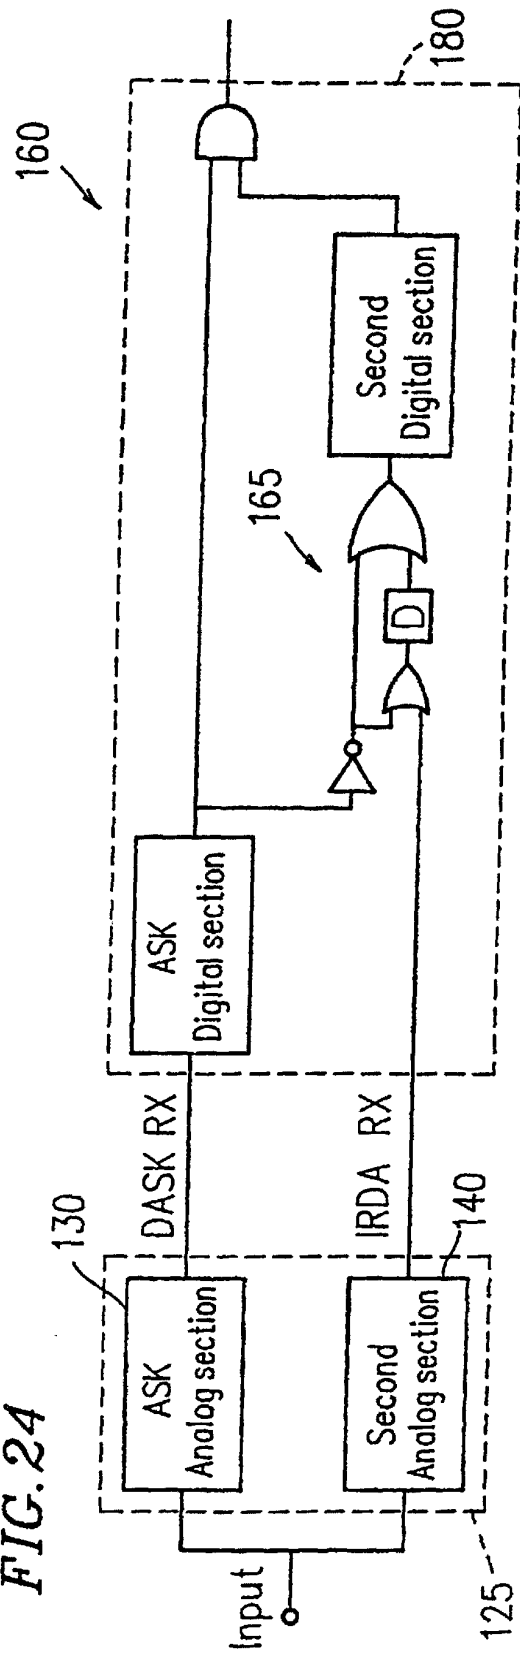 FIG. 24
160
180
130
ASK
Analog section
DASK RX
ASK
Digital section
165
Input
Second
Analog section
IRDA RX
140
D
Second
Digital section
125